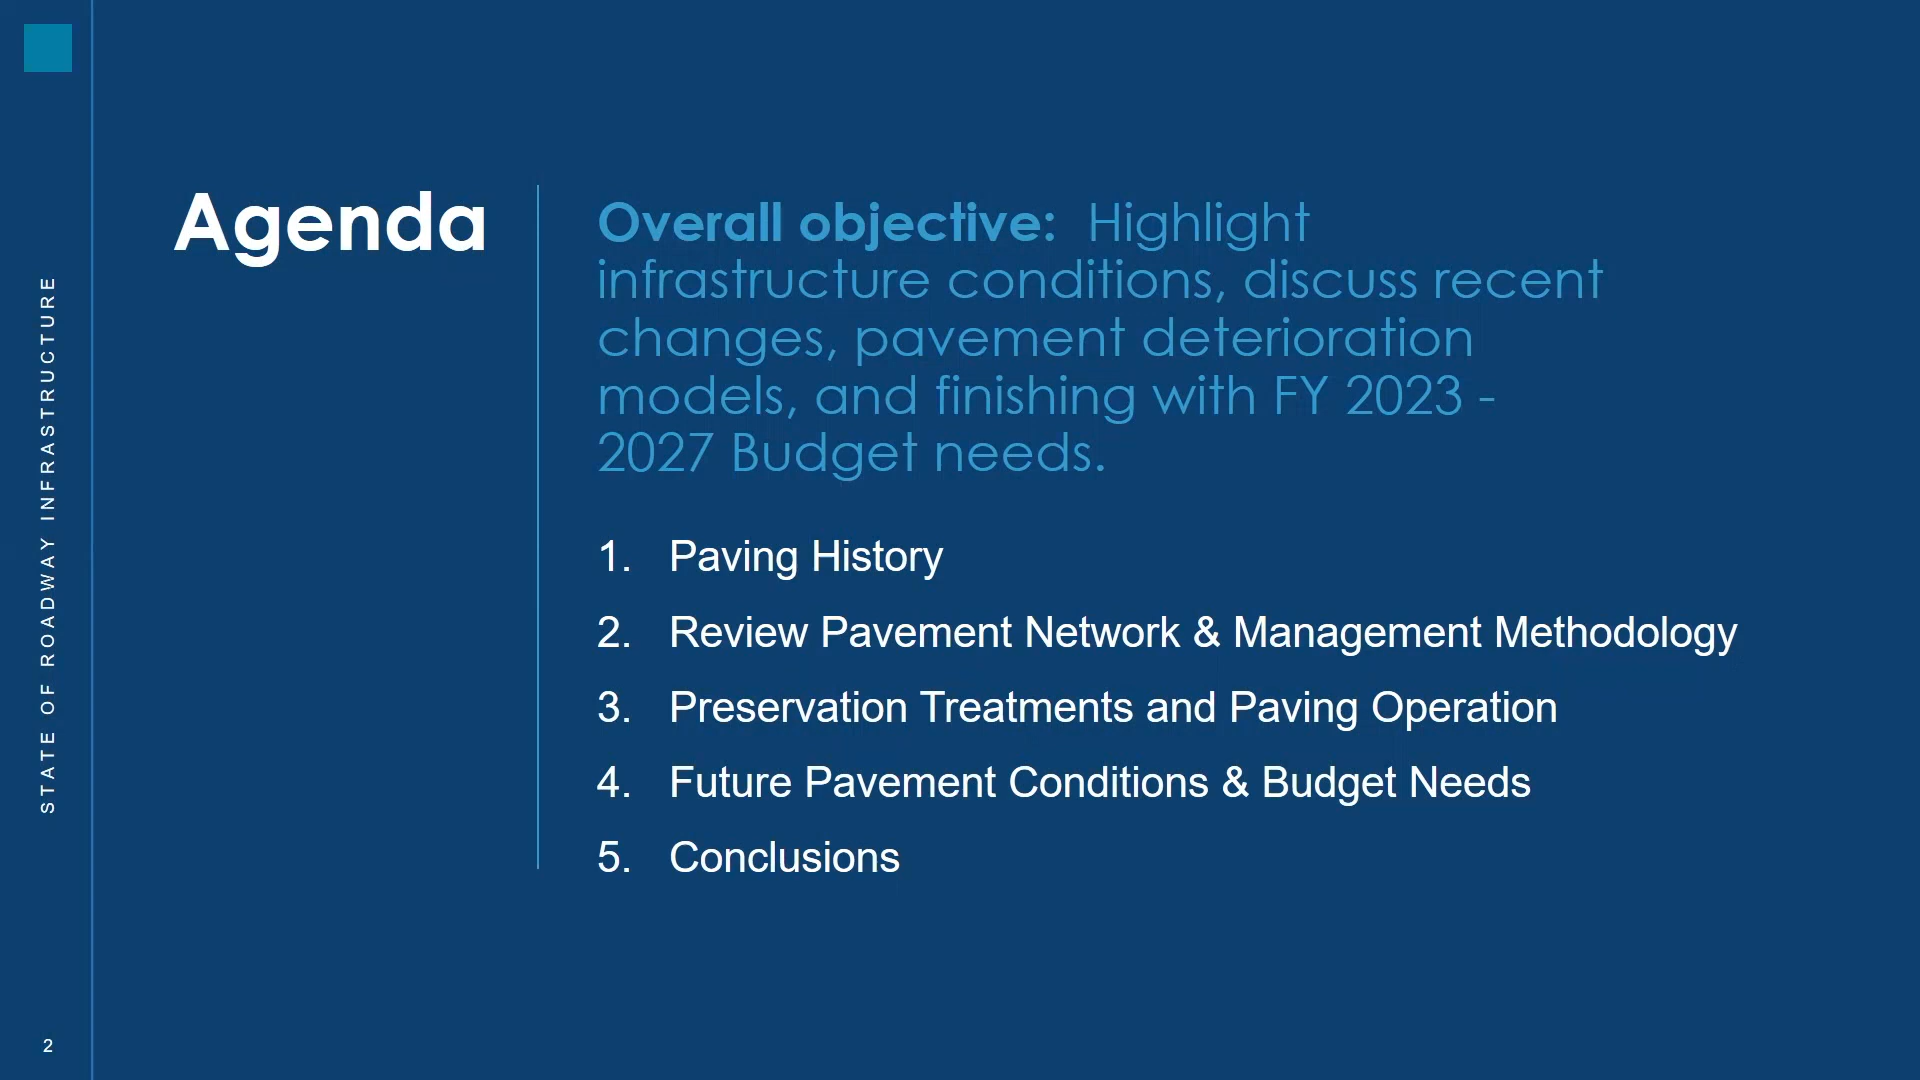 STATE OF ROADWAY INFRASTRUCTURE
Agenda
Overall objective: Highlight
infrastructure conditions, discuss recent
changes, pavement deterioration
models, and finishing with FY 2023 -
2027 Budget needs.
1. Paving History
2. Review Pavement Network & Management Methodology
3. Preservation Treatments and Paving Operation
4. Future Pavement Conditions & Budget Needs
5. Conclusions
2